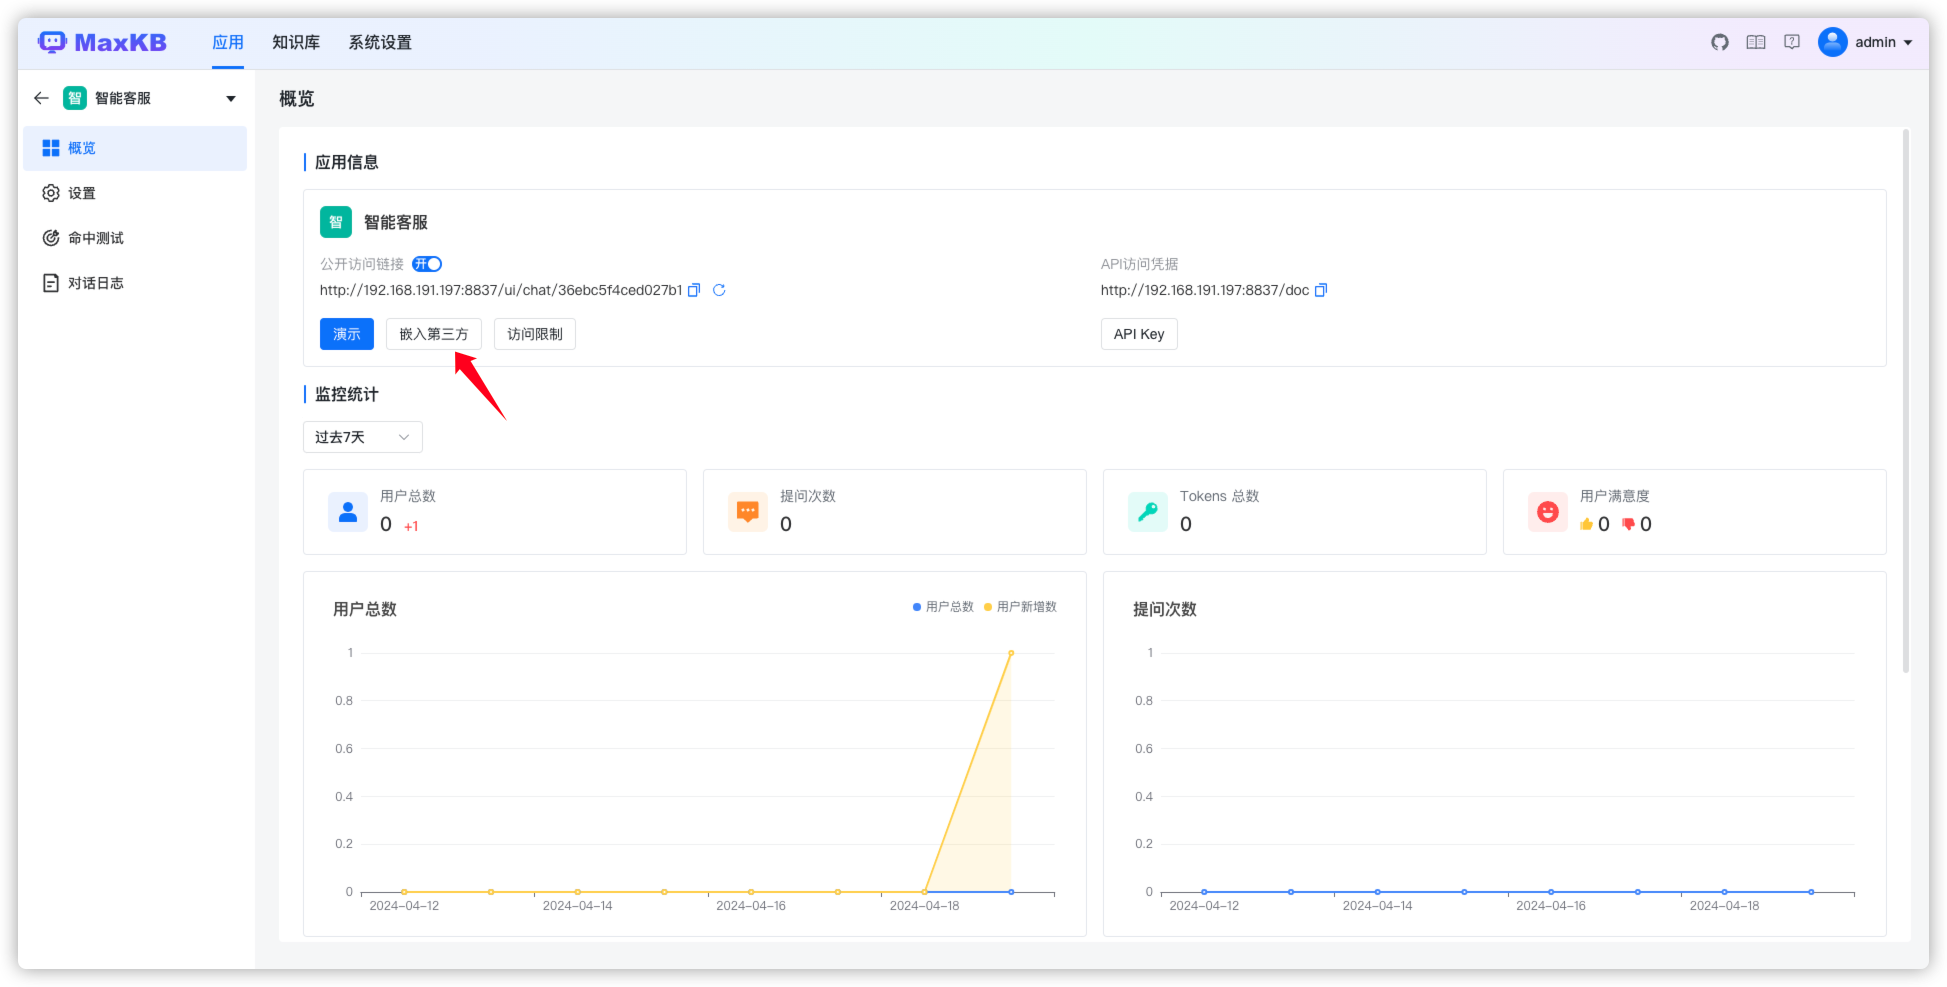 MaxKB 应用 知识库 系统设置 admin
智 智能客服
概览
设置
命中测试
对话日志
概览
应用信息
智 智能客服
公开访问链接 开
http://192.168.191.197:8837/ui/chat/36ebc5f4ced027b1
演示 嵌入第三方 访问限制
API访问凭据
http://192.168.191.197:8837/doc
API Key
监控统计
过去7天
用户总数
0 +1
提问次数
0
Tokens 总数
0
用户满意度
0 0
用户总数
用户总数 用户新增数
1
0.8
0.6
0.4
0.2
0
2024-04-12 2024-04-14 2024-04-16 2024-04-18
提问次数
1
0.8
0.6
0.4
0.2
0
2024-04-12 2024-04-14 2024-04-16 2024-04-18